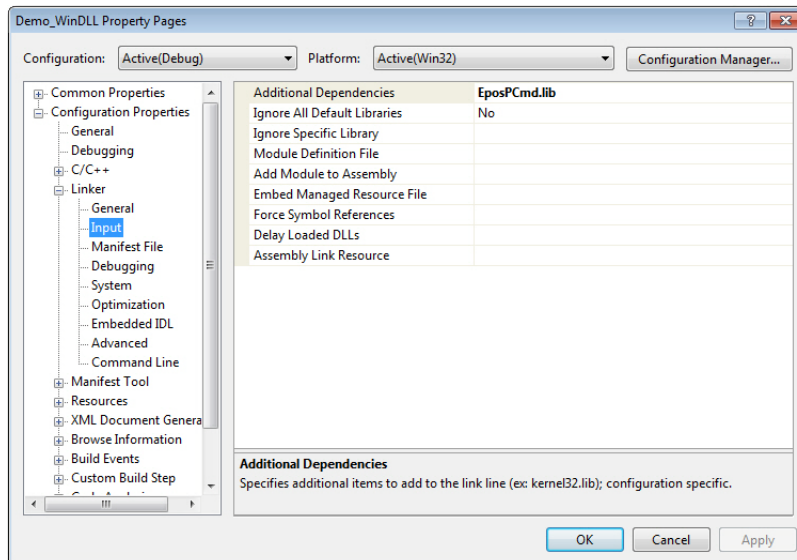 Demo_WinDLL Property Pages
Configuration: Active(Debug) Platform: Active(Win32) Configuration Manager...
Common Properties
Configuration Properties
General
Debugging
C/C++
Linker
General
Input
Manifest File
Debugging
System
Optimization
Embedded IDL
Advanced
Command Line
Manifest Tool
Resources
XML Document Genera
Browse Information
Build Events
Custom Build Step
Additional Dependencies EposPCmd.lib
Ignore All Default Libraries No
Ignore Specific Library
Module Definition File
Add Module to Assembly
Embed Managed Resource File
Force Symbol References
Delay Loaded DLLs
Assembly Link Resource
Additional Dependencies
Specifies additional items to add to the link line (ex: kernel32.lib); configuration specific.
OK Cancel Apply